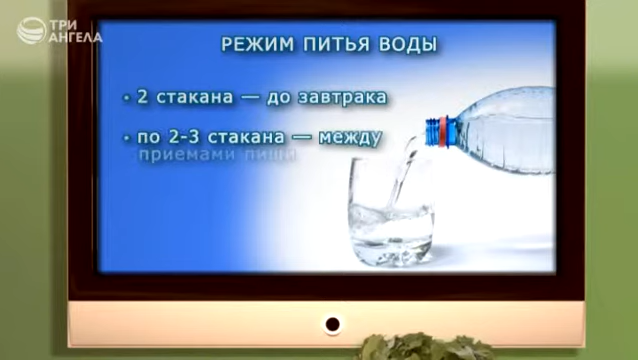 ТРИ
АНГЕЛА
РЕЖИМ ПИТЬЯ ВОДЫ
• 2 стакана — до завтрака
• по 2-3 стакана — между
приемами пищи